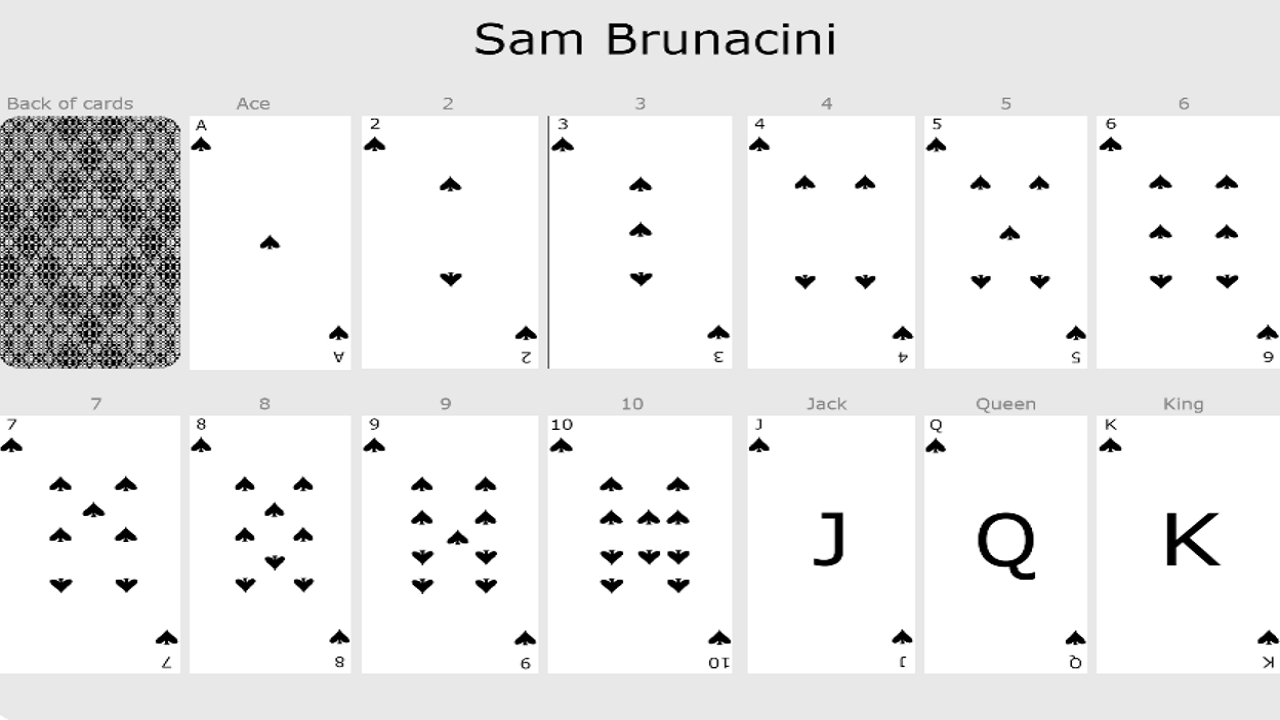 Sam Brunacini
Back of cards Ace 2 3 4 5 6
A 2 3 4 5 6
A 2 3 4 5 6
7 8 9 10 Jack Queen King
7 8 9 10 J Q K
J Q K
7 8 9 10 J Q K